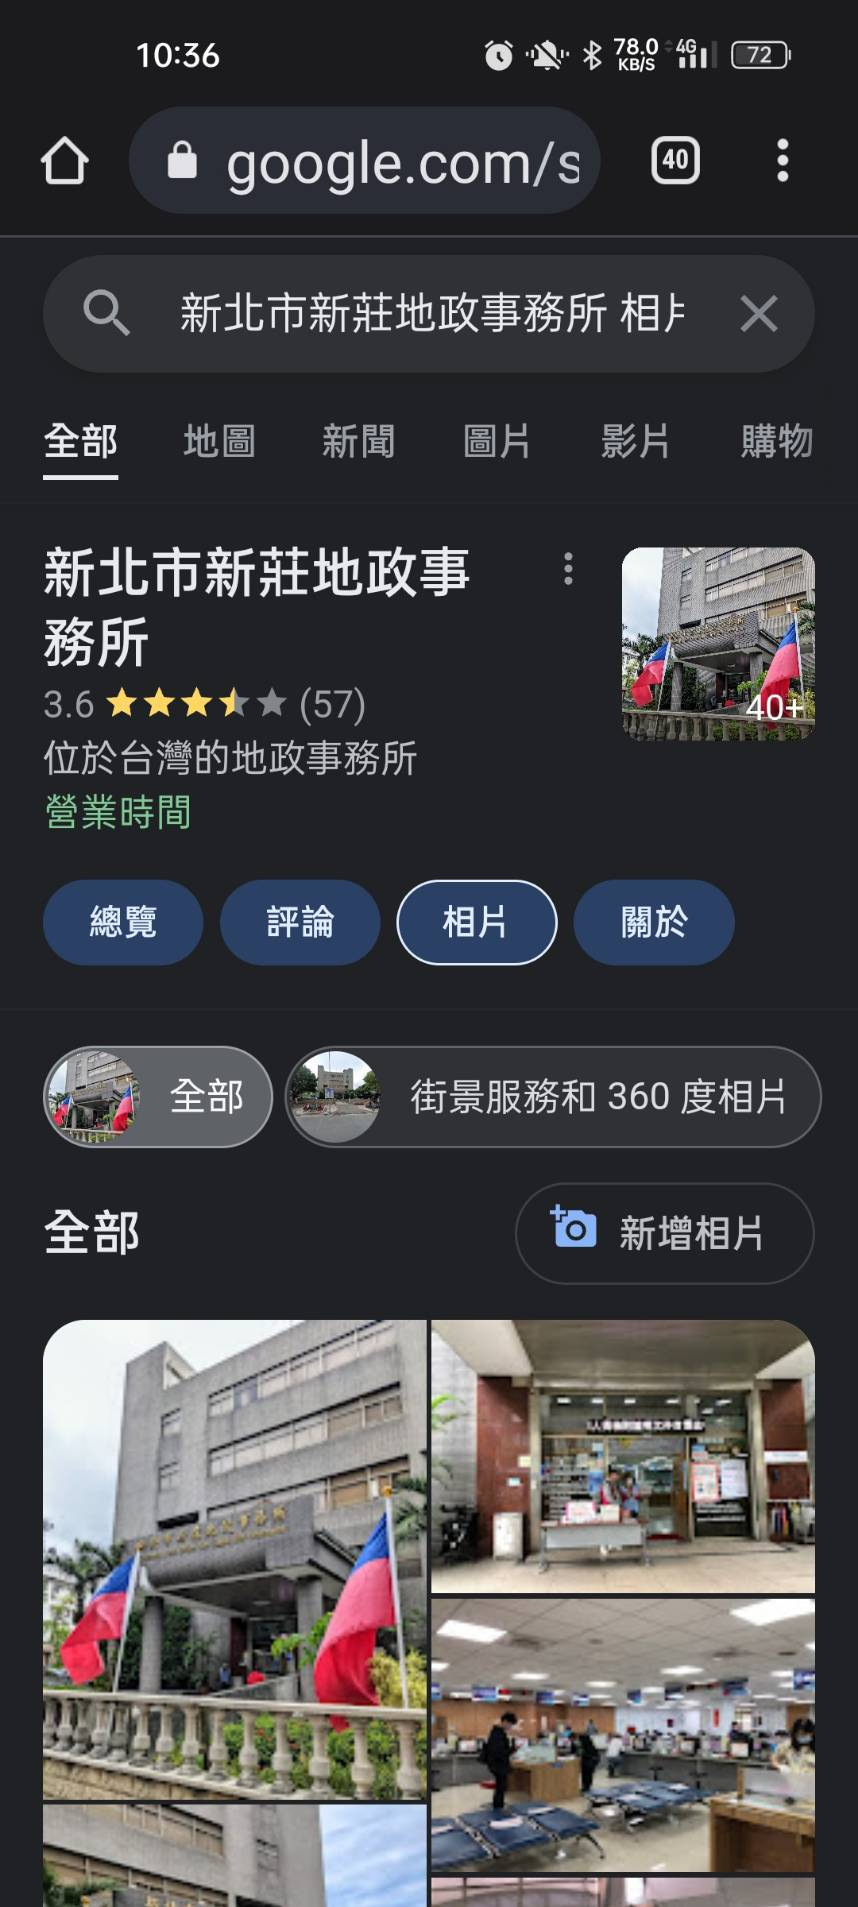 10:36
78.0
KB/S
4G
72
google.com/s
40
新北市新莊地政事務所 相片
全部 地圖 新聞 圖片 影片 購物
新北市新莊地政事
務所
3.6 (57)
40+
位於台灣的地政事務所
營業時間
總覽 評論 相片 關於
全部 街景服務和 360 度相片
全部 新增相片